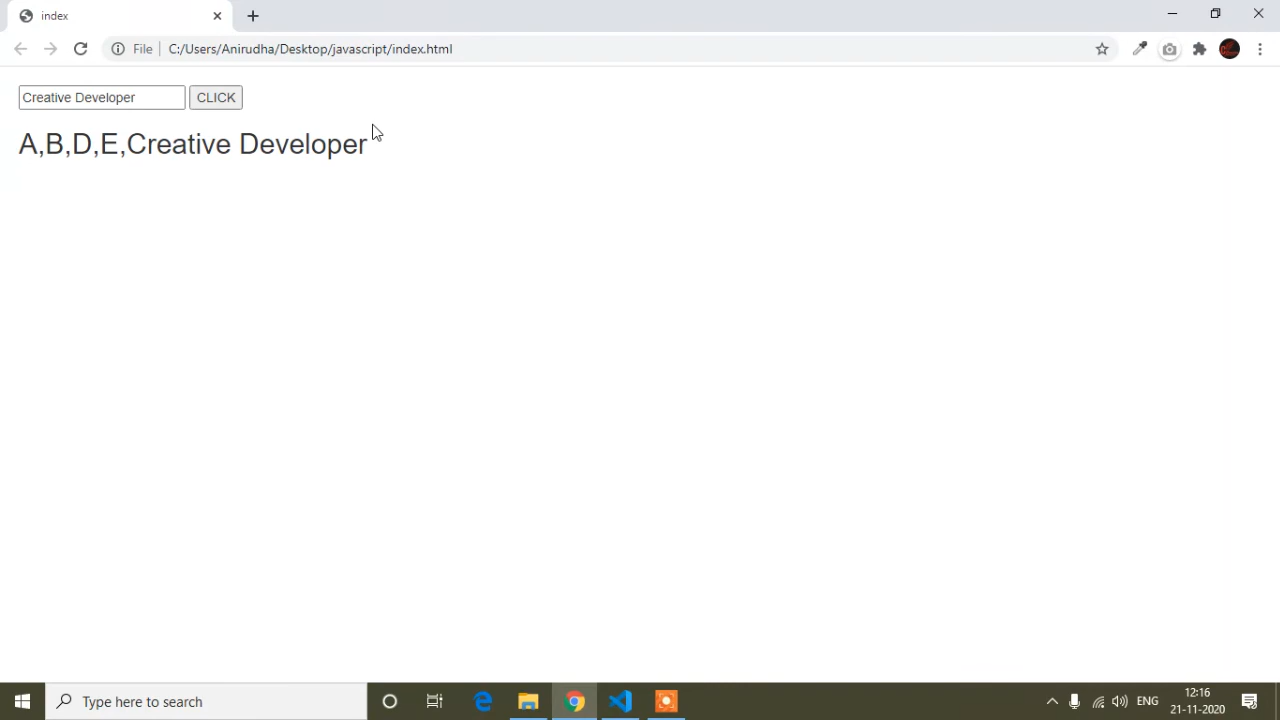 index
File
C:/Users/Anirudha/Desktop/javascript/index.html
Creative Developer
CLICK
A,B,D,E,Creative Developer
Type here to search
ENG
12:16
21-11-2020